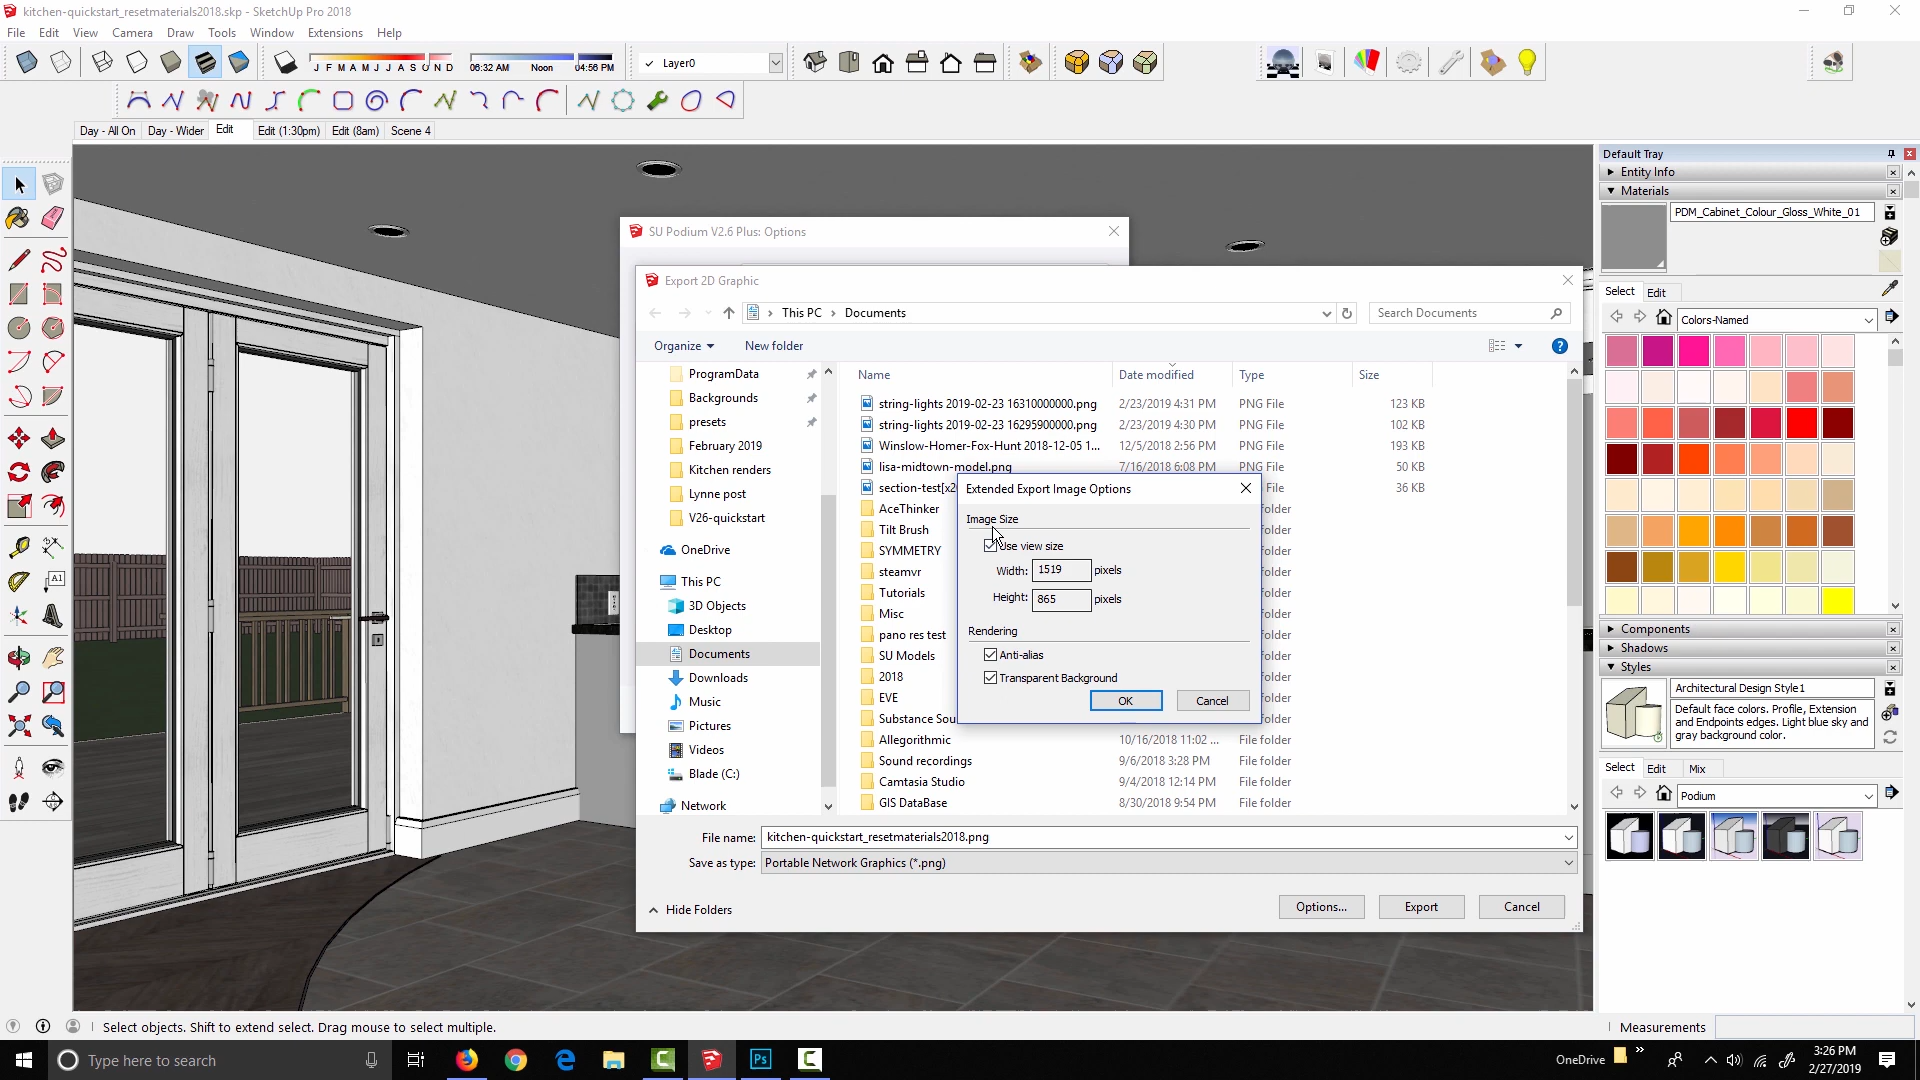 kitchen-quickstart_resetmaterials2018.skp - SketchUp Pro 2018
File Edit View Camera Draw Tools Window Extensions Help
J F M A M J J A S O N D 06:32 AM Noon 04:56 PM Layer0
Day - All On Day - Wider Edit Edit (1:30pm) Edit (8am) Scene 4
Default Tray
Entity Info
Materials
PDM_Cabinet_Colour_Gloss_White_01
Select Edit
Colors-Named
Components
Shadows
Styles
Architectural Design Style1
Default face colors. Profile, Extension
and Endpoints edges. Light blue sky and
gray background color.
Select Edit Mix
Podium
A1
SU Podium V2.6 Plus: Options
Export 2D Graphic
This PC Documents Search Documents
Organize New folder
ProgramData
Backgrounds
presets
February 2019
Kitchen renders
Lynne post
V26-quickstart
OneDrive
This PC
3D Objects
Desktop
Documents
Downloads
Music
Pictures
Videos
Blade (C:)
Network
Name Date modified Type Size
string-lights 2019-02-23 16310000000.png 2/23/2019 4:31 PM PNG File 123 KB
string-lights 2019-02-23 16295900000.png 2/23/2019 4:30 PM PNG File 102 KB
Winslow-Homer-Fox-Hunt 2018-12-05 1... 12/5/2018 2:56 PM PNG File 193 KB
lisa-midtown-model.png 7/16/2018 6:08 PM PNG File 50 KB
File 36 KB
AceThinker
Tilt Brush
SYMMETRY
steamvr
Tutorials
Misc
pano res test
SU Models
2018
EVE
Substance
Allegorithmic 10/16/2018 11:02 ... File folder
Sound recordings 9/6/2018 3:28 PM File folder
Camtasia Studio 9/4/2018 12:14 PM File folder
GIS DataBase 8/30/2018 9:54 PM File folder
Extended Export Image Options
Image Size
Use view size
Width: 1519 pixels
Height: 865 pixels
Rendering
Anti-alias
Transparent Background
OK Cancel
File name: kitchen-quickstart_resetmaterials2018.png
Save as type: Portable Network Graphics (*.png)
Hide Folders Options... Export Cancel
Select objects. Shift to extend select. Drag mouse to select multiple. Measurements
Type here to search Ps OneDrive 3:26 PM
2/27/2019